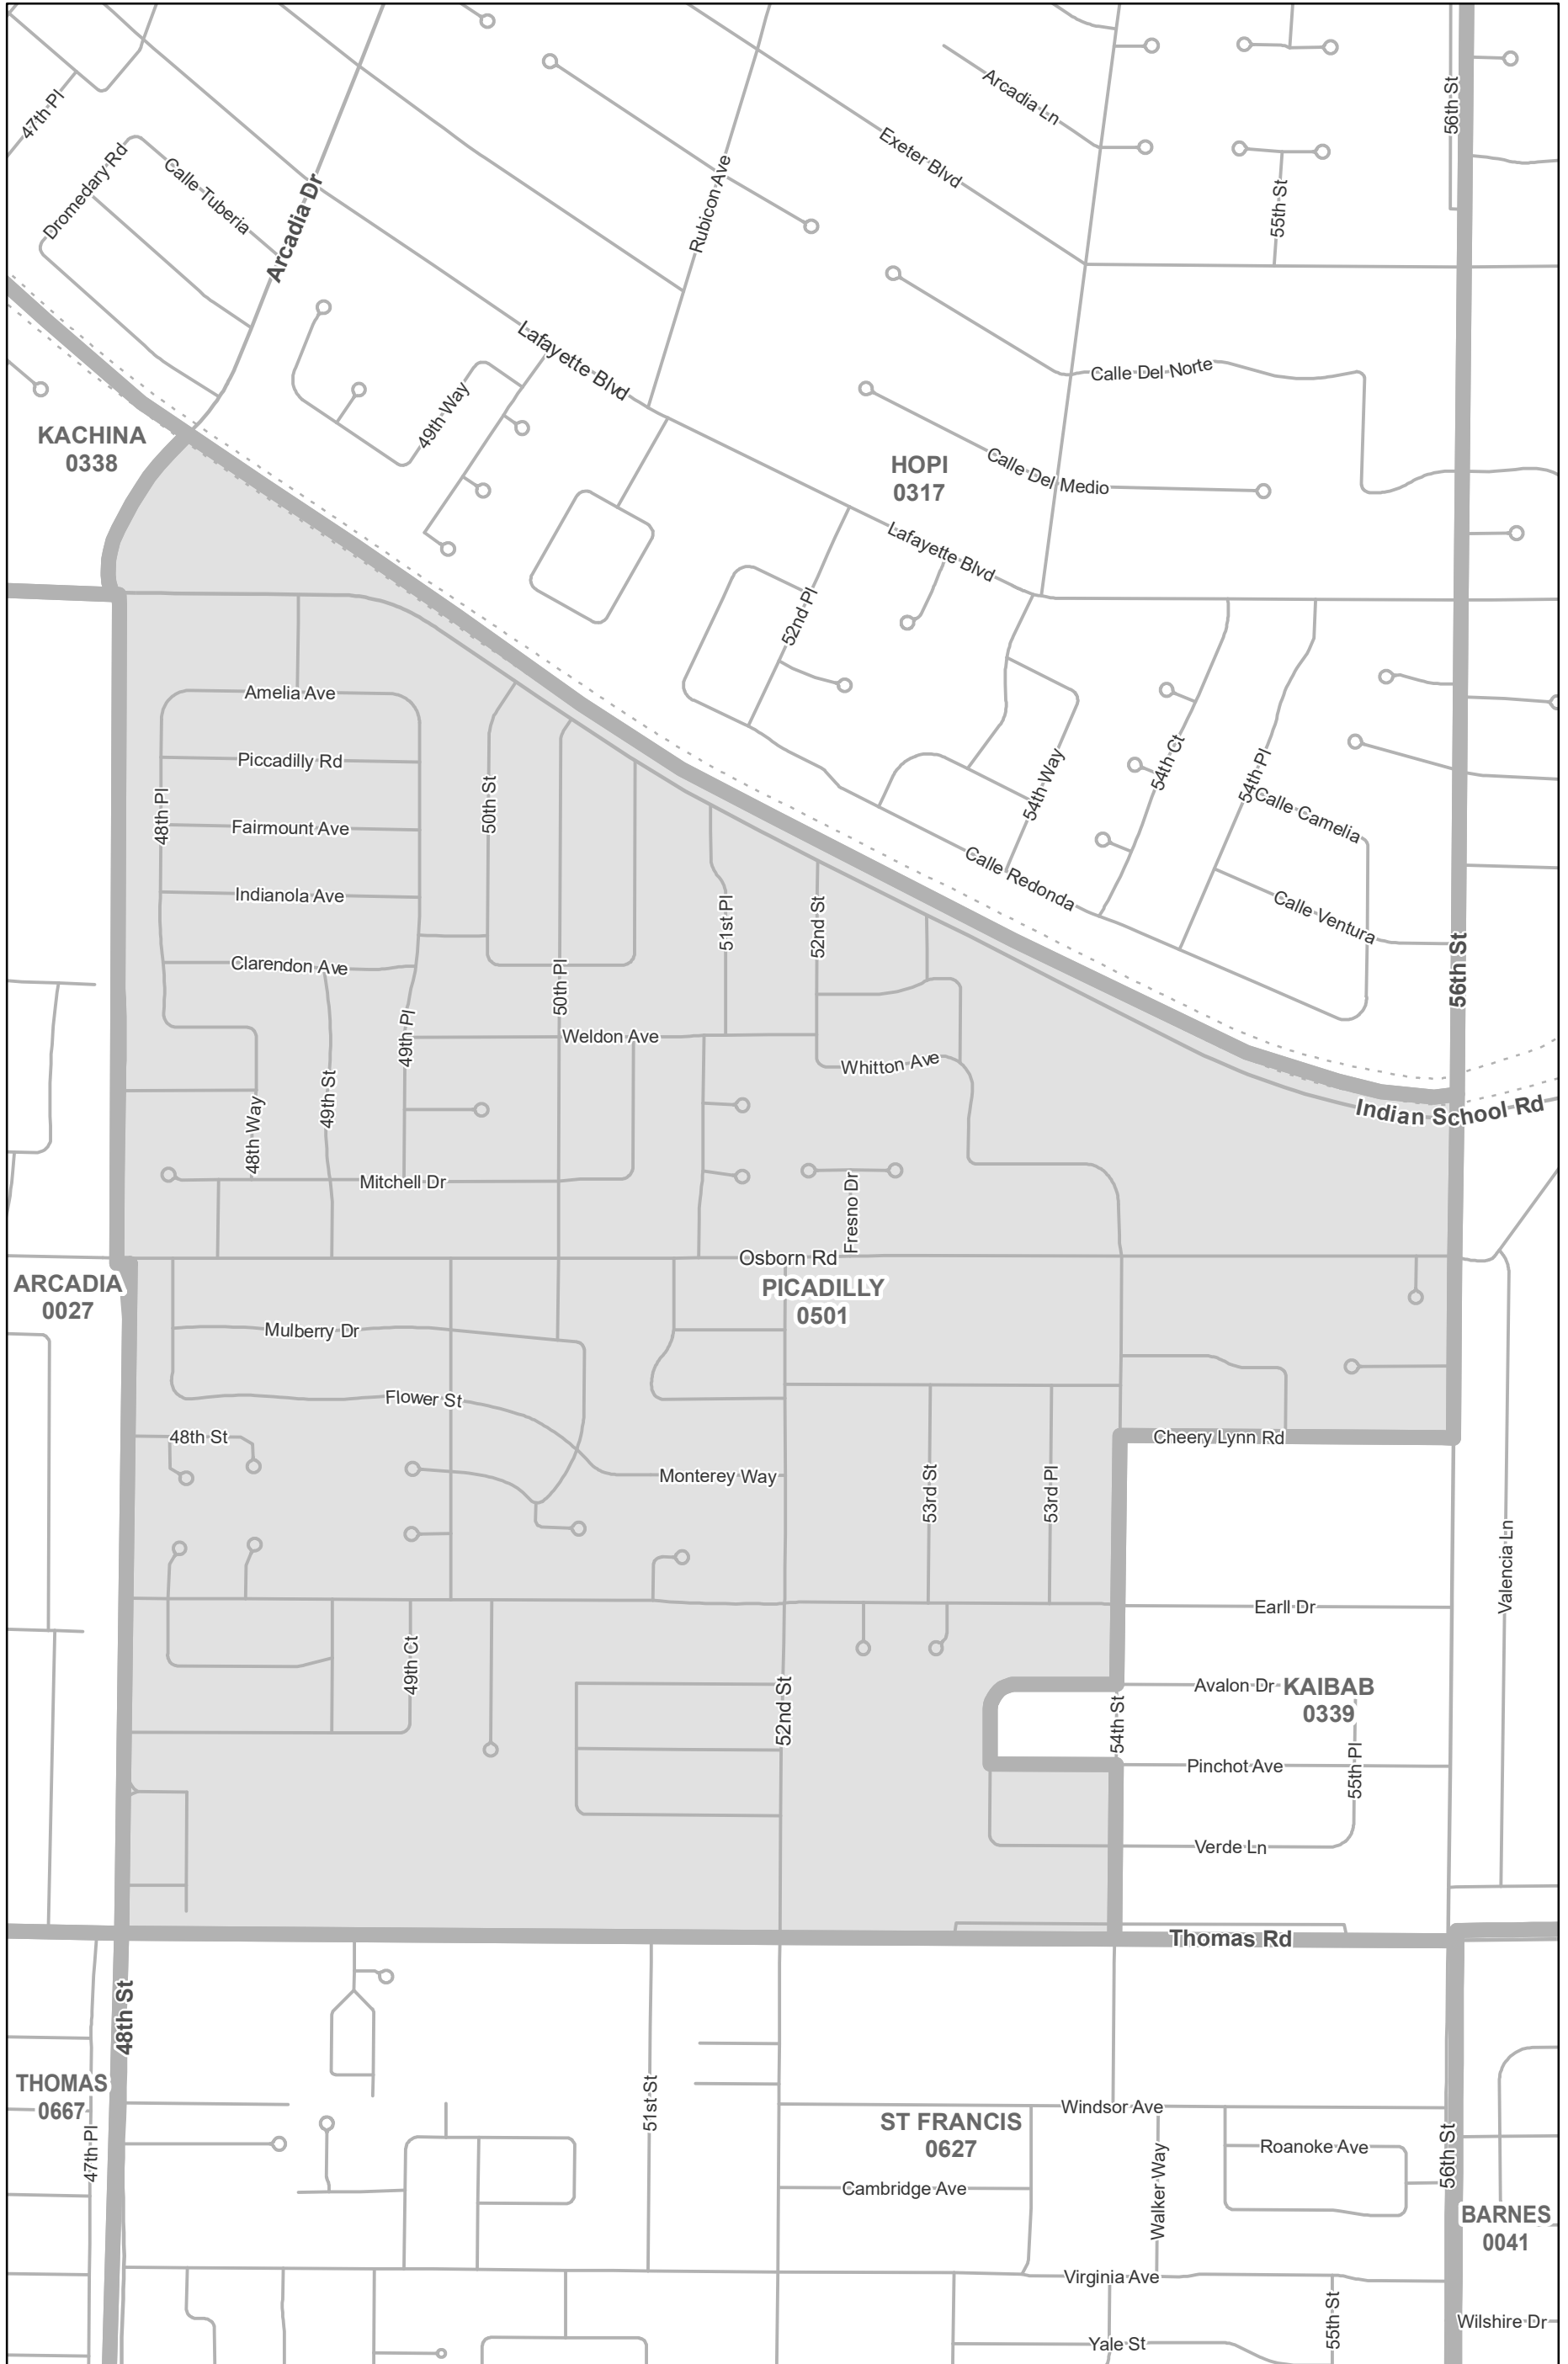 47th Pl
Dromedary Rd
Calle Tuberia
Arcadia Dr
Rubicon Ave
Exeter Blvd
Arcadia Ln
55th St
56th St
Lafayette Blvd
49th Way
Calle Del Norte
KACHINA
0338
HOPI
0317
Calle Del Medio
Lafayette Blvd
52nd Pl
54th Way
54th Ct
54th Pl
Calle Camelia
Calle Redonda
Calle Ventura
56th St
Amelia Ave
Piccadilly Rd
48th Pl
Fairmount Ave
50th St
Indianola Ave
51st Pl
52nd St
Clarendon Ave
50th Pl
49th Pl
Weldon Ave
Whitton Ave
Indian School Rd
49th St
48th Way
Mitchell Dr
Fresno Dr
Osborn Rd
ARCADIA
0027
PICADILLY
0501
Mulberry Dr
Flower St
48th St
Monterey Way
53rd St
53rd Pl
Cheery Lynn Rd
Valencia Ln
Earll Dr
49th Ct
52nd St
54th St
Avalon Dr
KAIBAB
0339
Pinchot Ave
55th Pl
Verde Ln
Thomas Rd
48th St
THOMAS
0667
47th Pl
51st St
Windsor Ave
ST FRANCIS
0627
Walker Way
Roanoke Ave
56th St
Cambridge Ave
BARNES
0041
Virginia Ave
55th St
Wilshire Dr
Yale St